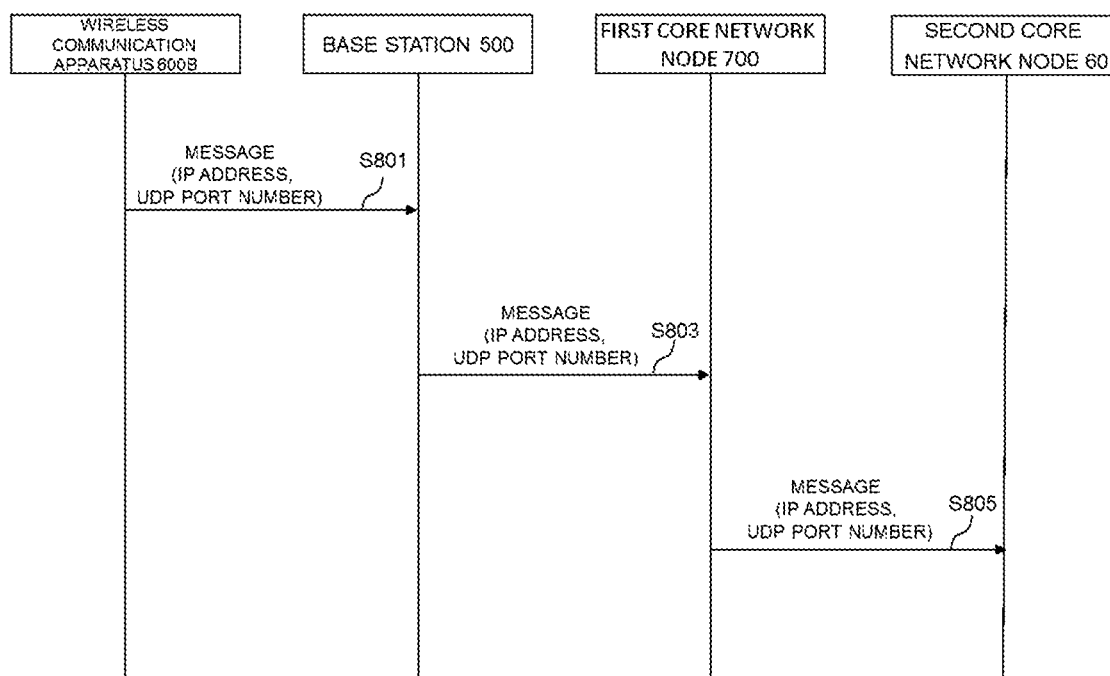 WIRELESS
COMMUNICATION
APPARATUS 600B
BASE STATION 500
FIRST CORE NETWORK
NODE 700
SECOND CORE
NETWORK NODE 60
MESSAGE
(IP ADDRESS,
UDP PORT NUMBER)
S801
MESSAGE
(IP ADDRESS,
UDP PORT NUMBER)
S803
MESSAGE
(IP ADDRESS,
UDP PORT NUMBER)
S805